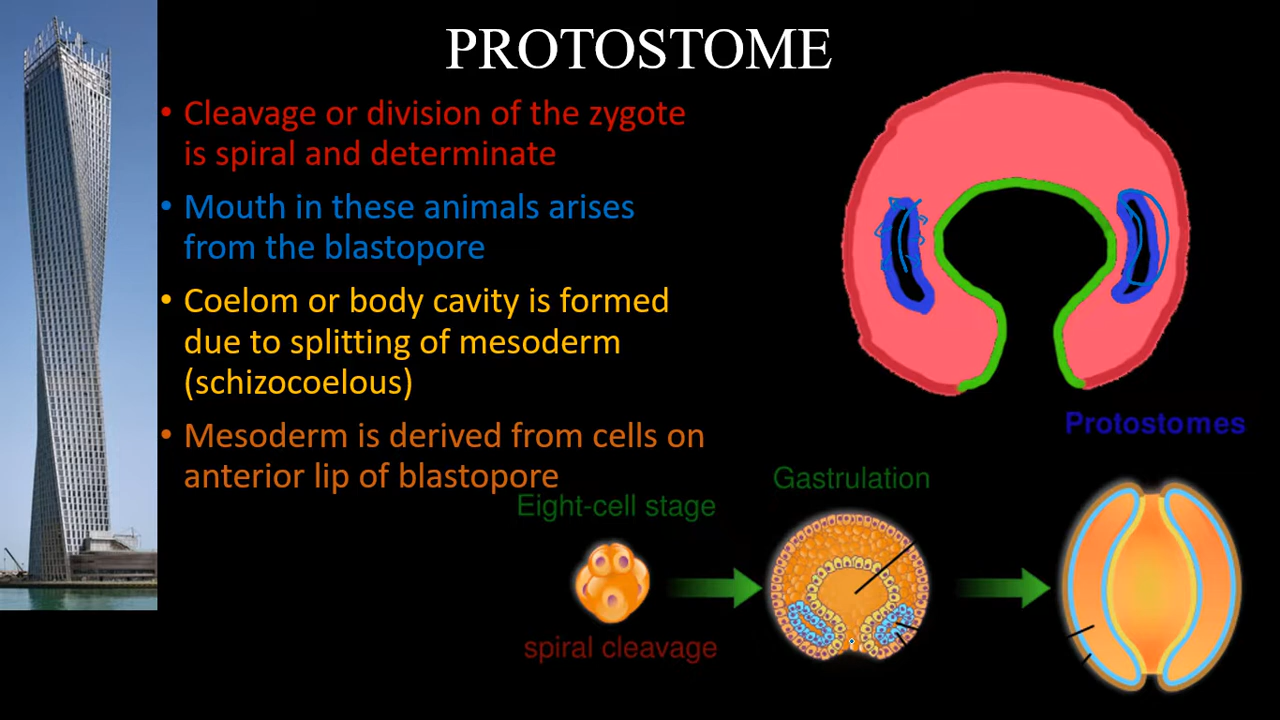 PROTOSTOME
• Cleavage or division of the zygote
is spiral and determinate
• Mouth in these animals arises
from the blastopore
• Coelom or body cavity is formed
due to splitting of mesoderm
(schizocoelous)
• Mesoderm is derived from cells on
anterior lip of blastopore
Protostomes
Gastrulation
Eight-cell stage
spiral cleavage